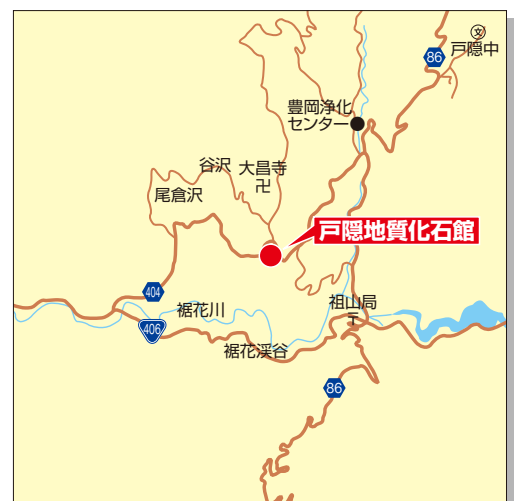 文
戸隠中
86
豊岡浄化
センター
谷沢
大昌寺
卍
尾倉沢
戸隠地質化石館
404
裾花川
祖山局
〒
406
裾花渓谷
86